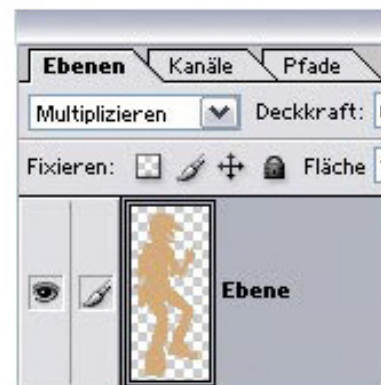 Ebenen Kanäle Pfade
Multiplizieren Deckkraft:
Fixieren: Fläche
Ebene